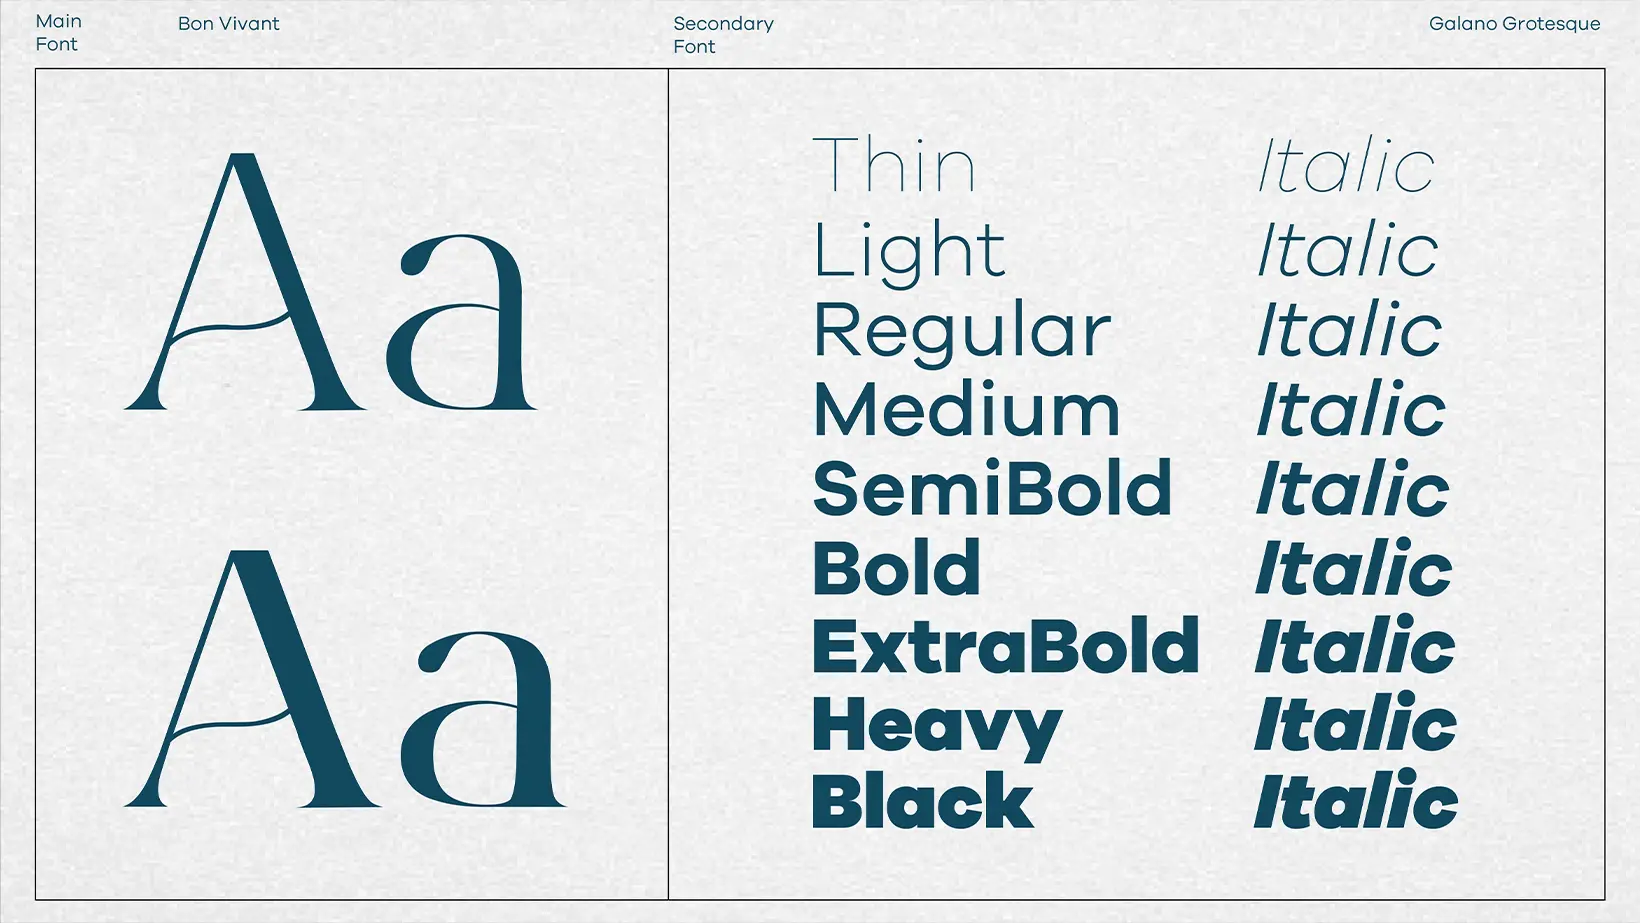 Main
Font
Bon Vivant
Secondary
Font
Galano Grotesque
Aa
Aa
Thin Italic
Light Italic
Regular Italic
Medium Italic
SemiBold Italic
Bold Italic
ExtraBold Italic
Heavy Italic
Black Italic